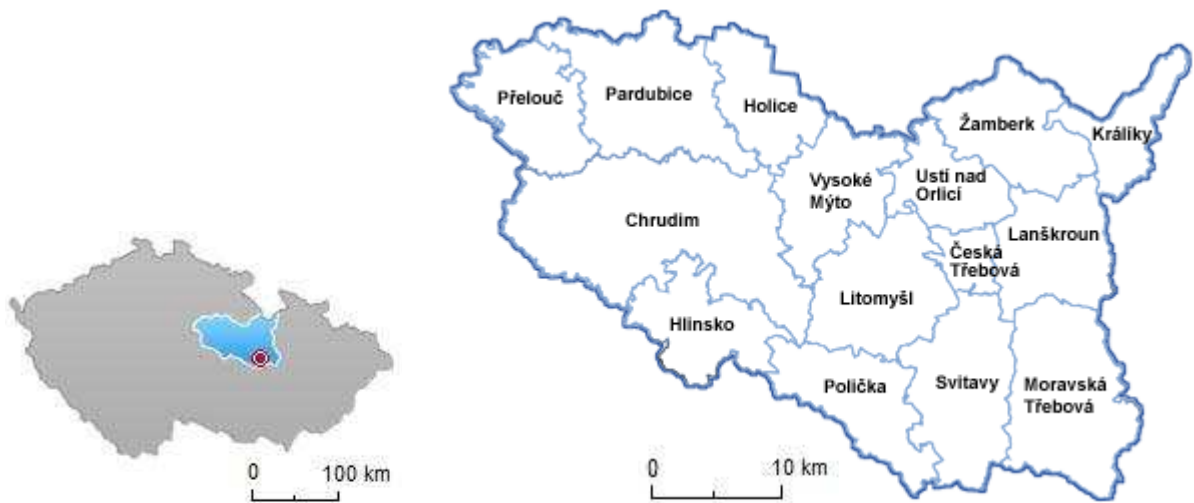 Přelouč
Pardubice
Holice
Žamberk
Králíky
Vysoké
Mýto
Ustí nad
Orlicí
Chrudim
Lanškroun
Česká
Třebová
Litomyšl
Hlinsko
Polička
Svitavy
Moravská
Třebová
0 100 km
0 10 km